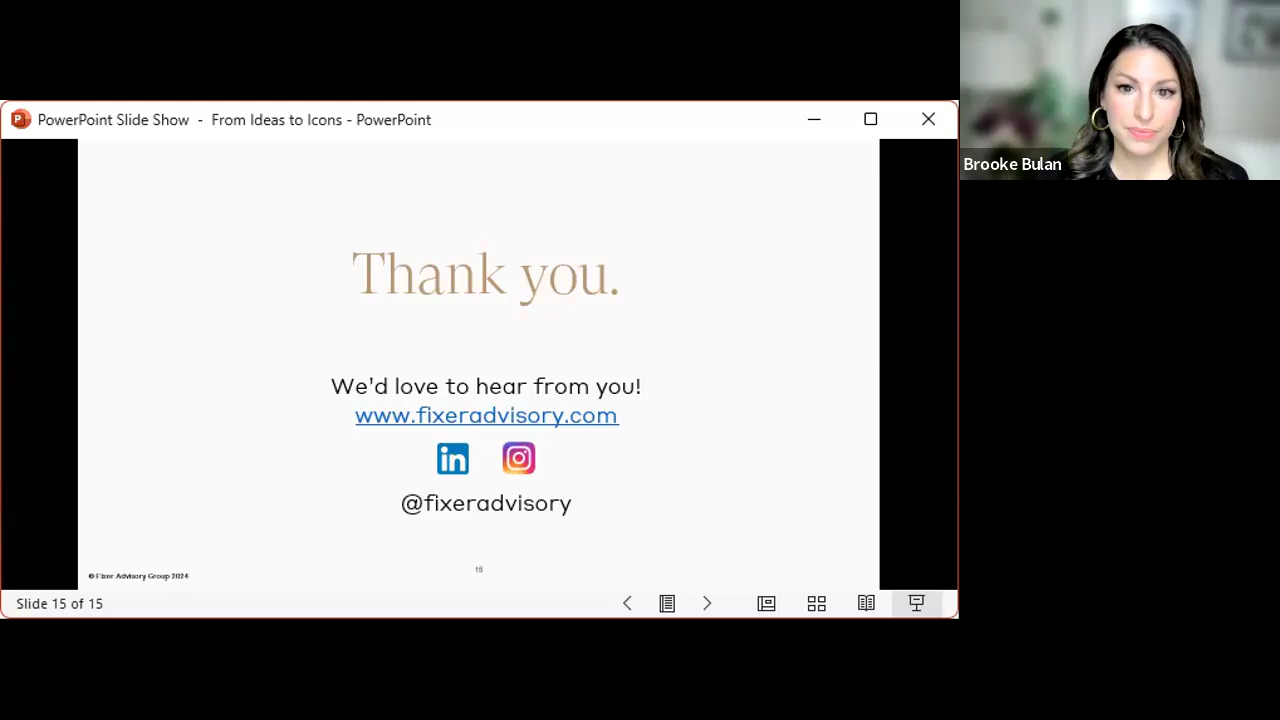 PowerPoint Slide Show - From Ideas to Icons - PowerPoint
Brooke Bulan
Thank you.
We'd love to hear from you!
www.fixeradvisory.com
in
@fixeradvisory
© Fixer Advisory Group 2024
15
Slide 15 of 15